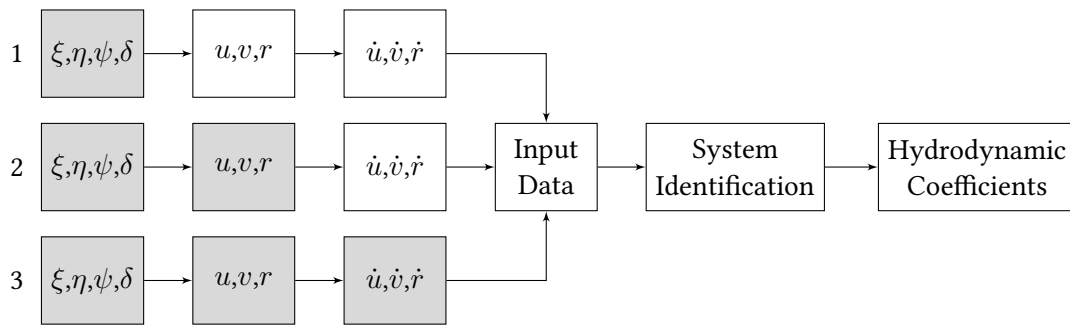 1 ξ,η,ψ,δ u,v,r u̇,v̇,ṙ
2 ξ,η,ψ,δ u,v,r u̇,v̇,ṙ
Input
Data
System
Identification
Hydrodynamic
Coefficients
3 ξ,η,ψ,δ u,v,r u̇,v̇,ṙ